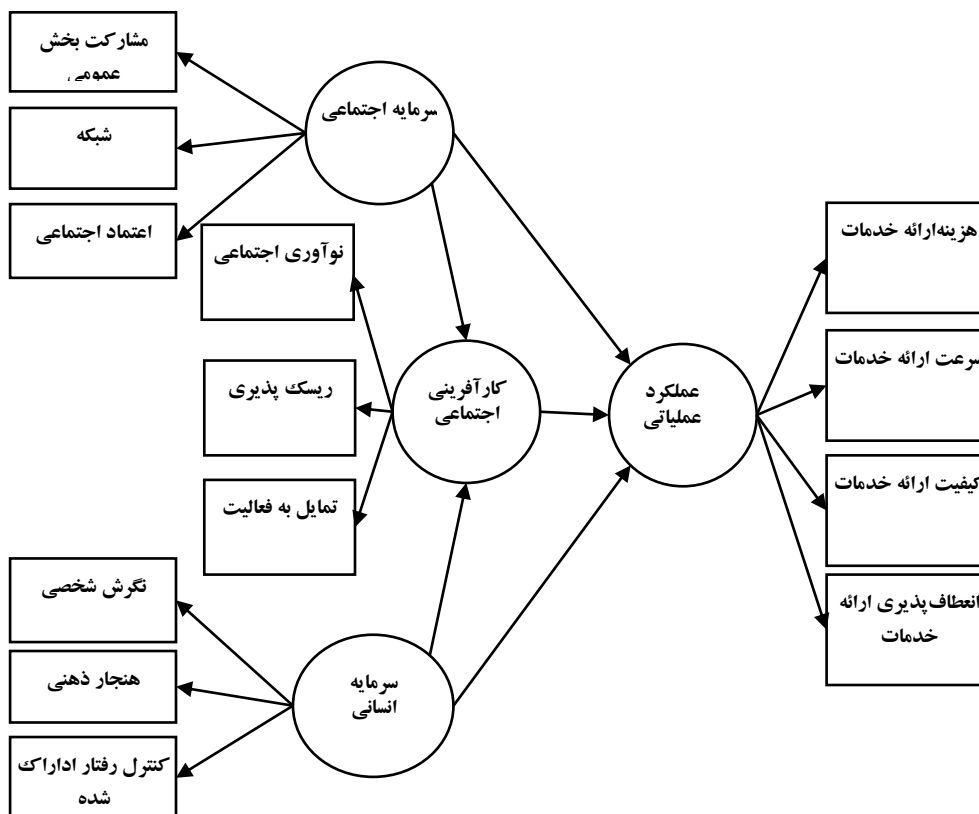 مشارکت بخش
عمومی
سرمایه اجتماعی
شبکه
اعتماد اجتماعی
هزینه‌ارائه خدمات
نوآوری اجتماعی
سرعت ارائه خدمات
ریسک پذیری
کارآفرینی
اجتماعی
عملکرد
عملیاتی
کیفیت ارائه خدمات
تمایل به فعالیت
نگرش شخصی
انعطاف‌پذیری ارائه
خدمات
هنجار ذهنی
سرمایه
انسانی
کنترل رفتار اداراک
شده